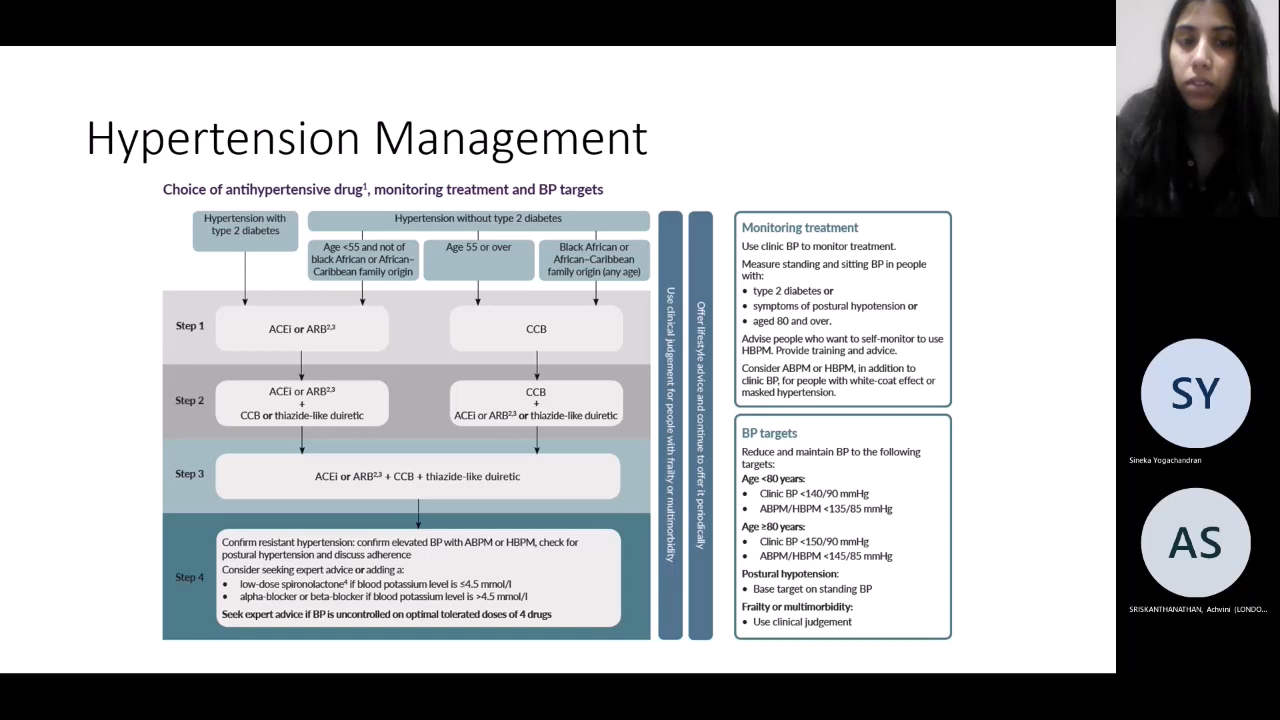 Hypertension Management
Choice of antihypertensive drug1, monitoring treatment and BP targets
Hypertension with
type 2 diabetes
Hypertension without type 2 diabetes
Age <55 and not of
black African or African–
Caribbean family origin
Age 55 or over
Black African or
African–Caribbean
family origin (any age)
Step 1
ACEi or ARB2,3
CCB
Step 2
ACEi or ARB2,3
+
CCB or thiazide-like duiretic
CCB
+
ACEi or ARB2,3 or thiazide-like duiretic
Step 3
ACEi or ARB2,3 + CCB + thiazide-like duiretic
Step 4
Confirm resistant hypertension: confirm elevated BP with ABPM or HBPM, check for
postural hypertension and discuss adherence
Consider seeking expert advice or adding a:
• low-dose spironolactone4 if blood potassium level is ≤4.5 mmol/l
• alpha-blocker or beta-blocker if blood potassium level is >4.5 mmol/l
Seek expert advice if BP is uncontrolled on optimal tolerated doses of 4 drugs
Use clinical judgement for people with frailty or multimorbidity
Offer lifestyle advice and continue to offer it periodically
Monitoring treatment
Use clinic BP to monitor treatment.
Measure standing and sitting BP in people
with:
• type 2 diabetes or
• symptoms of postural hypotension or
• aged 80 and over.
Advise people who want to self-monitor to use
HBPM. Provide training and advice.
Consider ABPM or HBPM, in addition to
clinic BP, for people with white-coat effect or
masked hypertension.
BP targets
Reduce and maintain BP to the following
targets:
Age <80 years:
• Clinic BP <140/90 mmHg
• ABPM/HBPM <135/85 mmHg
Age ≥80 years:
• Clinic BP <150/90 mmHg
• ABPM/HBPM <145/85 mmHg
Postural hypotension:
• Base target on standing BP
Frailty or multimorbidity:
• Use clinical judgement
SY
Sineka Yogachandran
AS
SRISKANTHANATHAN, Achvini (LONDO...